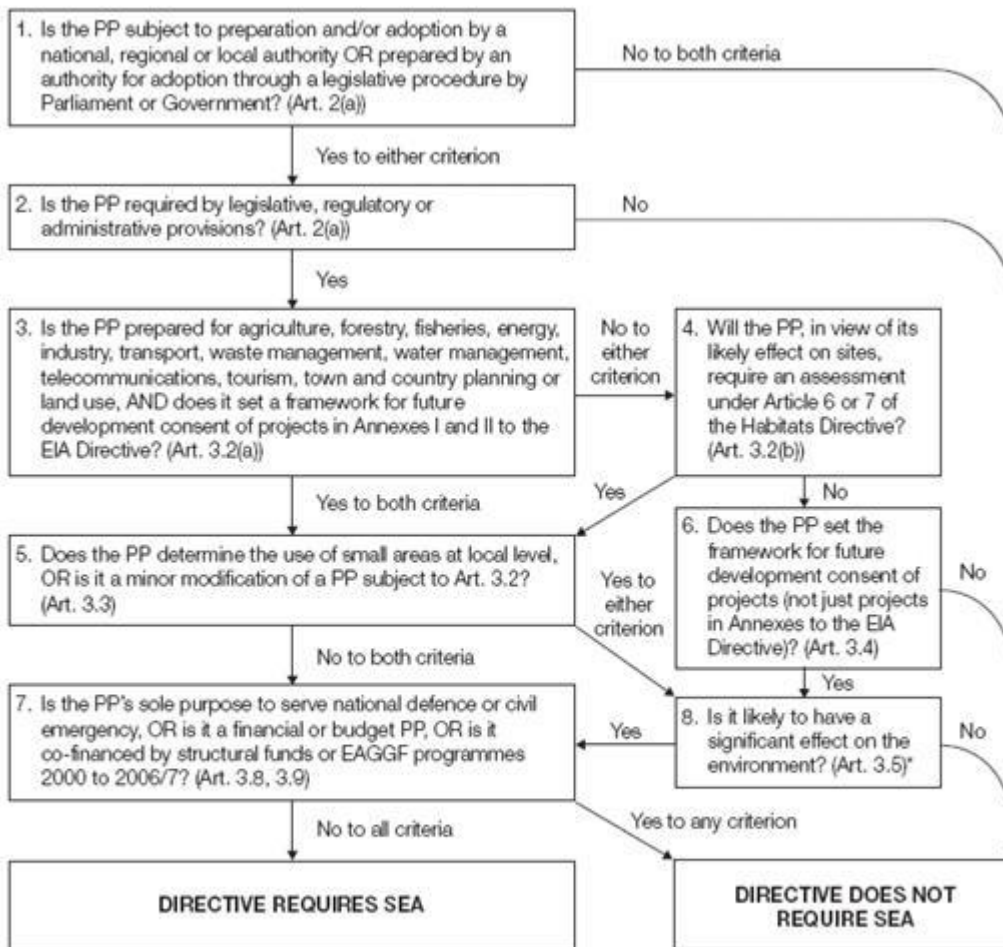 1. Is the PP subject to preparation and/or adoption by a
national, regional or local authority OR prepared by an
authority for adoption through a legislative procedure by
Parliament or Government? (Art. 2(a))
No to both criteria
Yes to either criterion
2. Is the PP required by legislative, regulatory or
administrative provisions? (Art. 2(a))
No
Yes
3. Is the PP prepared for agriculture, forestry, fisheries, energy,
industry, transport, waste management, water management,
telecommunications, tourism, town and country planning or
land use, AND does it set a framework for future
development consent of projects in Annexes I and II to the
EIA Directive? (Art. 3.2(a))
No to
either
criterion
4. Will the PP, in view of its
likely effect on sites,
require an assessment
under Article 6 or 7 of
the Habitats Directive?
(Art. 3.2(b))
Yes to both criteria
Yes
No
5. Does the PP determine the use of small areas at local level,
OR is it a minor modification of a PP subject to Art. 3.2?
(Art. 3.3)
Yes to
either
criterion
6. Does the PP set the
framework for future
development consent of
projects (not just projects
in Annexes to the EIA
Directive)? (Art. 3.4)
No
No to both criteria
Yes
7. Is the PP's sole purpose to serve national defence or civil
emergency, OR is it a financial or budget PP, OR is it
co-financed by structural funds or EAGGF programmes
2000 to 2006/7? (Art. 3.8, 3.9)
Yes
8. Is it likely to have a
significant effect on the
environment? (Art. 3.5)*
No
No to all criteria
Yes to any criterion
DIRECTIVE REQUIRES SEA
DIRECTIVE DOES NOT
REQUIRE SEA